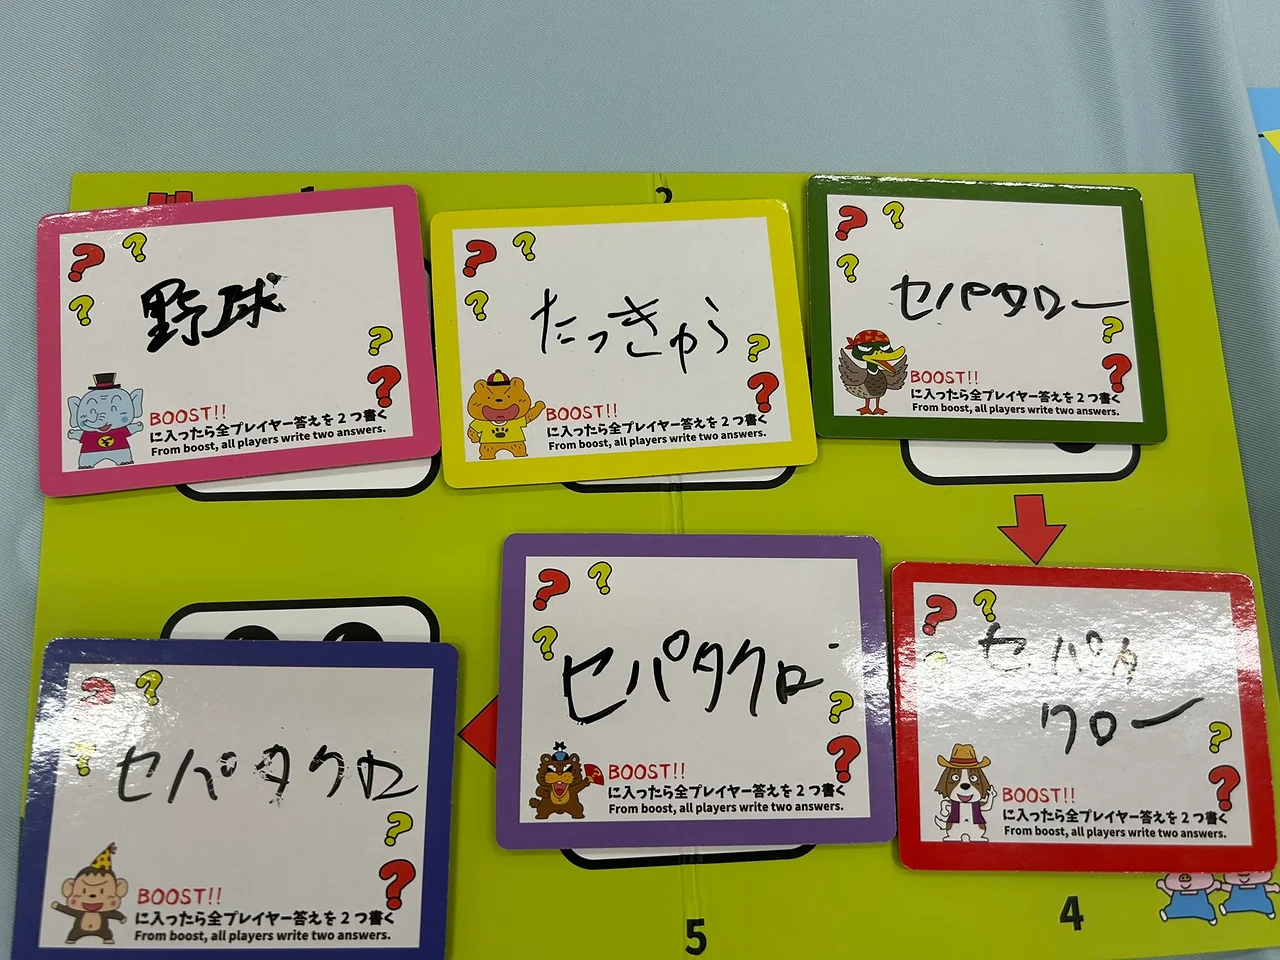 野球
BOOST!!
に入ったら全プレイヤー答えを2つ書く
From boost, all players write two answers.
たっきゅう
BOOST!!
に入ったら全プレイヤー答えを2つ書く
From boost, all players write two answers.
セパタロー
BOOST!!
に入ったら全プレイヤー答えを2つ書く
From boost, all players write two answers.
セパタクロ
BOOST!!
に入ったら全プレイヤー答えを2つ書く
From boost, all players write two answers.
セパタクロ
BOOST!!
に入ったら全プレイヤー答えを2つ書く
From boost, all players write two answers.
セパタ
クロー
BOOST!!
に入ったら全プレイヤー答えを2つ書く
From boost, all players write two answers.
5
4